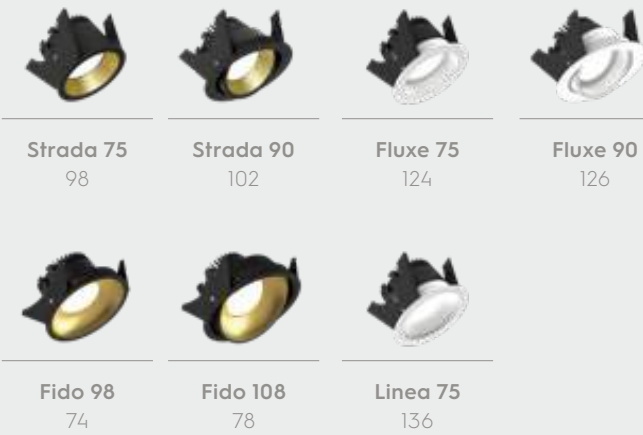 Strada 75
98
Strada 90
102
Fluxe 75
124
Fluxe 90
126
Fido 98
74
Fido 108
78
Linea 75
136